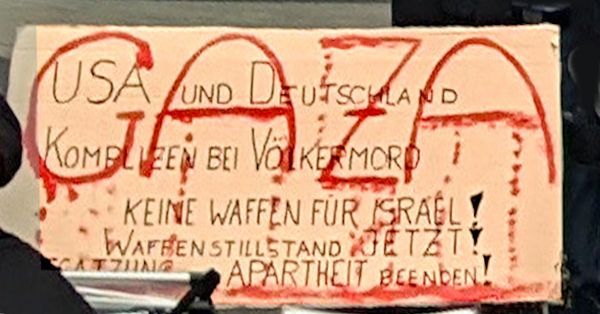 GAZA
USA UND DEUTSCHLAND
KOMPLIZEN BEI VÖLKERMORD
KEINE WAFFEN FÜR ISRAEL!
WAFFENSTILLSTAND JETZT!
APARTHEIT BEENDEN!